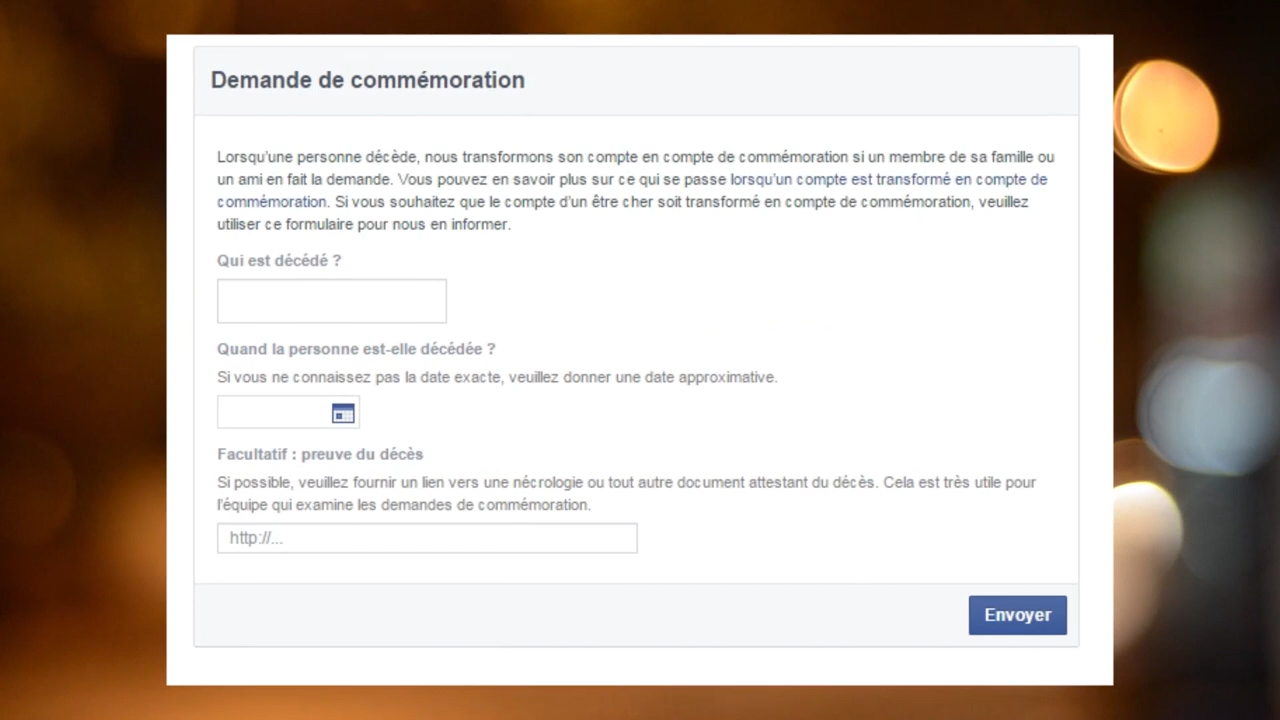 Demande de commémoration
Lorsqu'une personne décède, nous transformons son compte en compte de commémoration si un membre de sa famille ou
un ami en fait la demande. Vous pouvez en savoir plus sur ce qui se passe lorsqu'un compte est transformé en compte de
commémoration. Si vous souhaitez que le compte d'un être cher soit transformé en compte de commémoration, veuillez
utiliser ce formulaire pour nous en informer.
Qui est décédé ?
Quand la personne est-elle décédée ?
Si vous ne connaissez pas la date exacte, veuillez donner une date approximative.
Facultatif : preuve du décès
Si possible, veuillez fournir un lien vers une nécrologie ou tout autre document attestant du décès. Cela est très utile pour
l'équipe qui examine les demandes de commémoration.
http://...
Envoyer